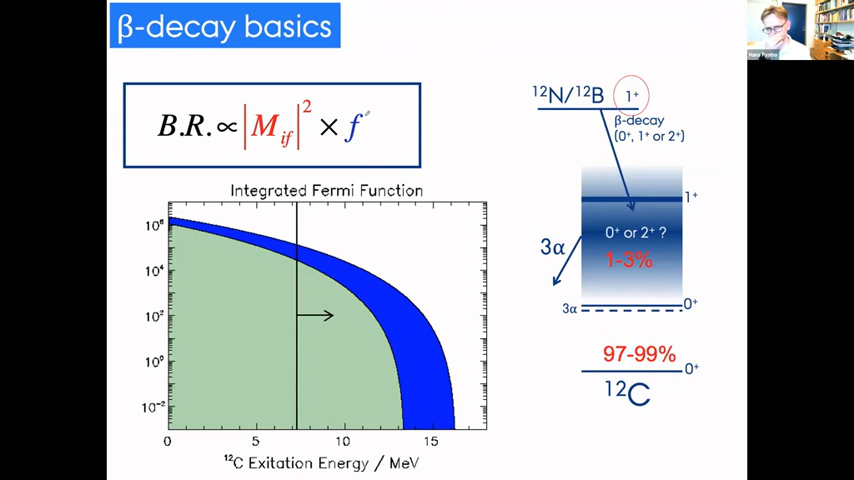 β-decay basics
B.R. ∝ |M_if|² × f
Integrated Fermi Function
10⁶
10⁴
10²
10⁰
10⁻²
0 5 10 15
¹²C Exitation Energy / MeV
¹²N/¹²B 1⁺
β-decay
(0⁺, 1⁺ or 2⁺)
1⁺
0⁺ or 2⁺ ?
3α
1-3%
0⁺
3α
97-99%
0⁺
¹²C
Hans Fynbo